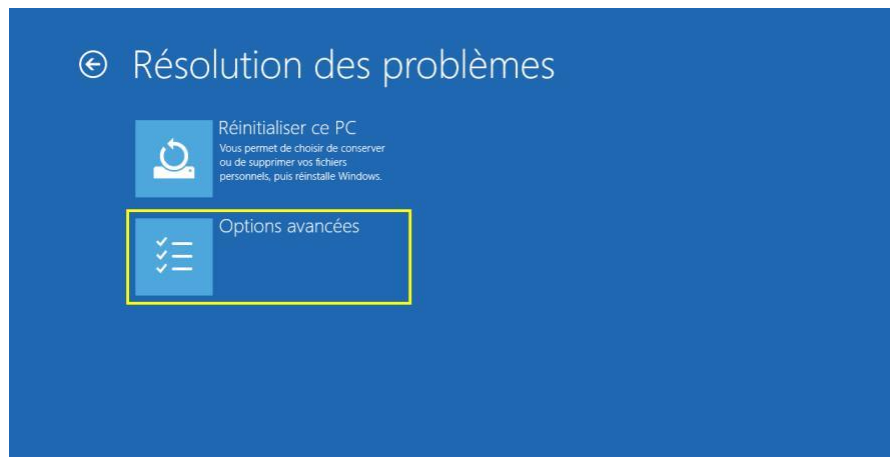 Résolution des problèmes
Réinitialiser ce PC
Vous permet de choisir de conserver
ou de supprimer vos fichiers
personnels, puis réinstalle Windows.
Options avancées